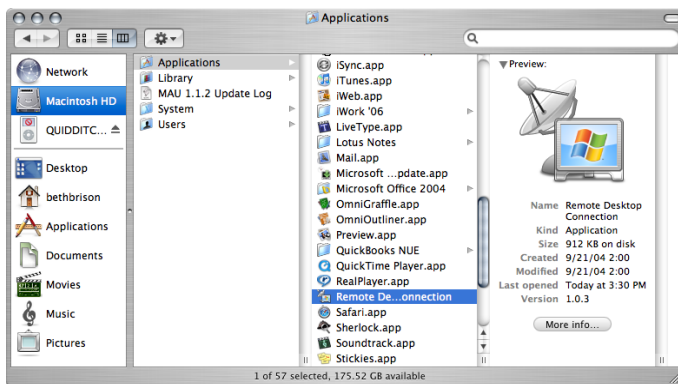 Applications
Network
Macintosh HD
QUIDDITC...
Desktop
bethbrison
Applications
Documents
Movies
Music
Pictures
Applications
Library
MAU 1.1.2 Update Log
System
Users
iSync.app
iTunes.app
iWeb.app
iWork '06
LiveType.app
Lotus Notes
Mail.app
Microsoft ...pdate.app
Microsoft Office 2004
OmniGraffle.app
OmniOutliner.app
Preview.app
QuickBooks NUE
QuickTime Player.app
RealPlayer.app
Remote De...onnection
Safari.app
Sherlock.app
Soundtrack.app
Stickies.app
Preview:
Name Remote Desktop
Connection
Kind Application
Size 912 KB on disk
Created 9/21/04 2:00
Modified 9/21/04 2:00
Last opened Today at 3:30 PM
Version 1.0.3
More info...
1 of 57 selected, 175.52 GB available